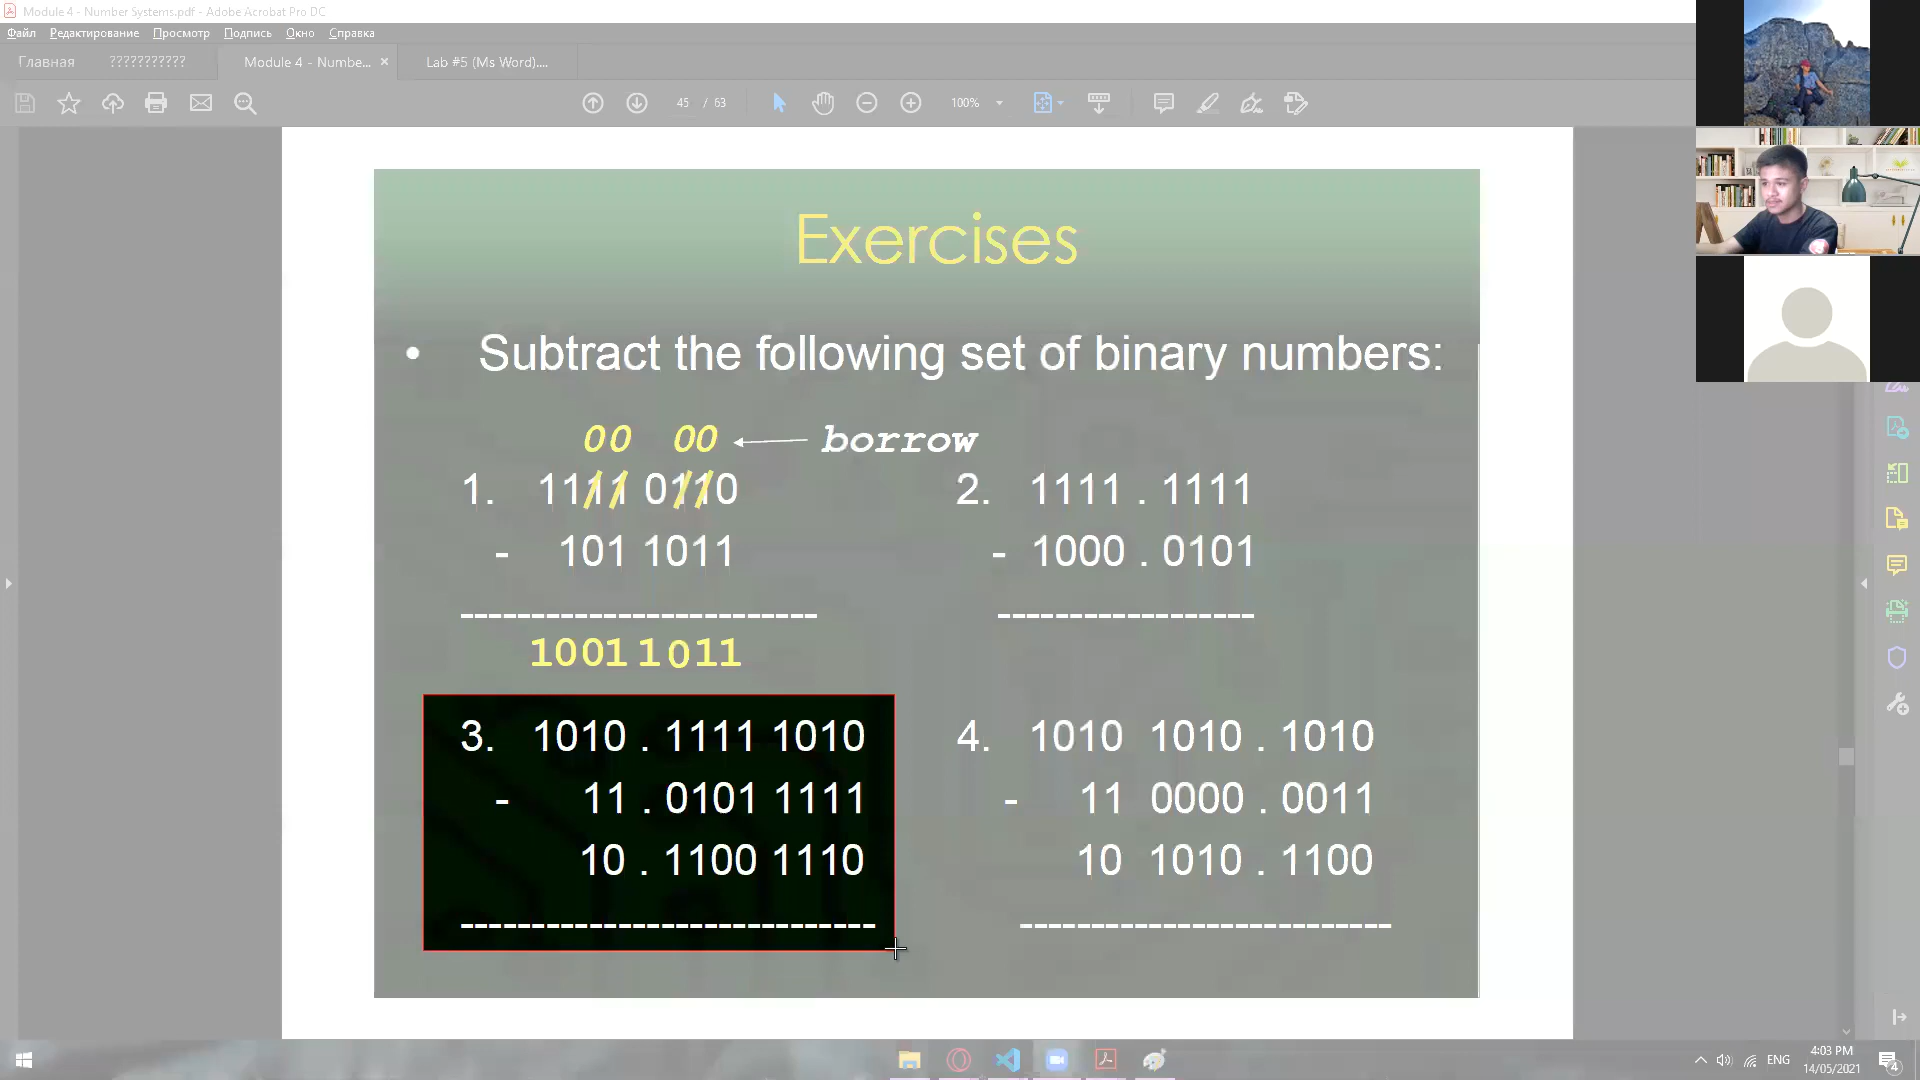 Module 4 - Number Systems.pdf - Adobe Acrobat Pro DC
Файл Редактирование Просмотр Подпись Окно Справка
Главная ??????????? Module 4 - Numbe... × Lab #5 (Ms Word)....
45 / 63 100%
Exercises
• Subtract the following set of binary numbers:
00 00 borrow
1. 1111 0110
- 101 1011
-------------------------
1001 1011
2. 1111 . 1111
- 1000 . 0101
------------------
3. 1010 . 1111 1010
- 11 . 0101 1111
10 . 1100 1110
-----------------------------
4. 1010 1010 . 1010
- 11 0000 . 0011
10 1010 . 1100
--------------------------
ENG 4:03 PM
14/05/2021
4